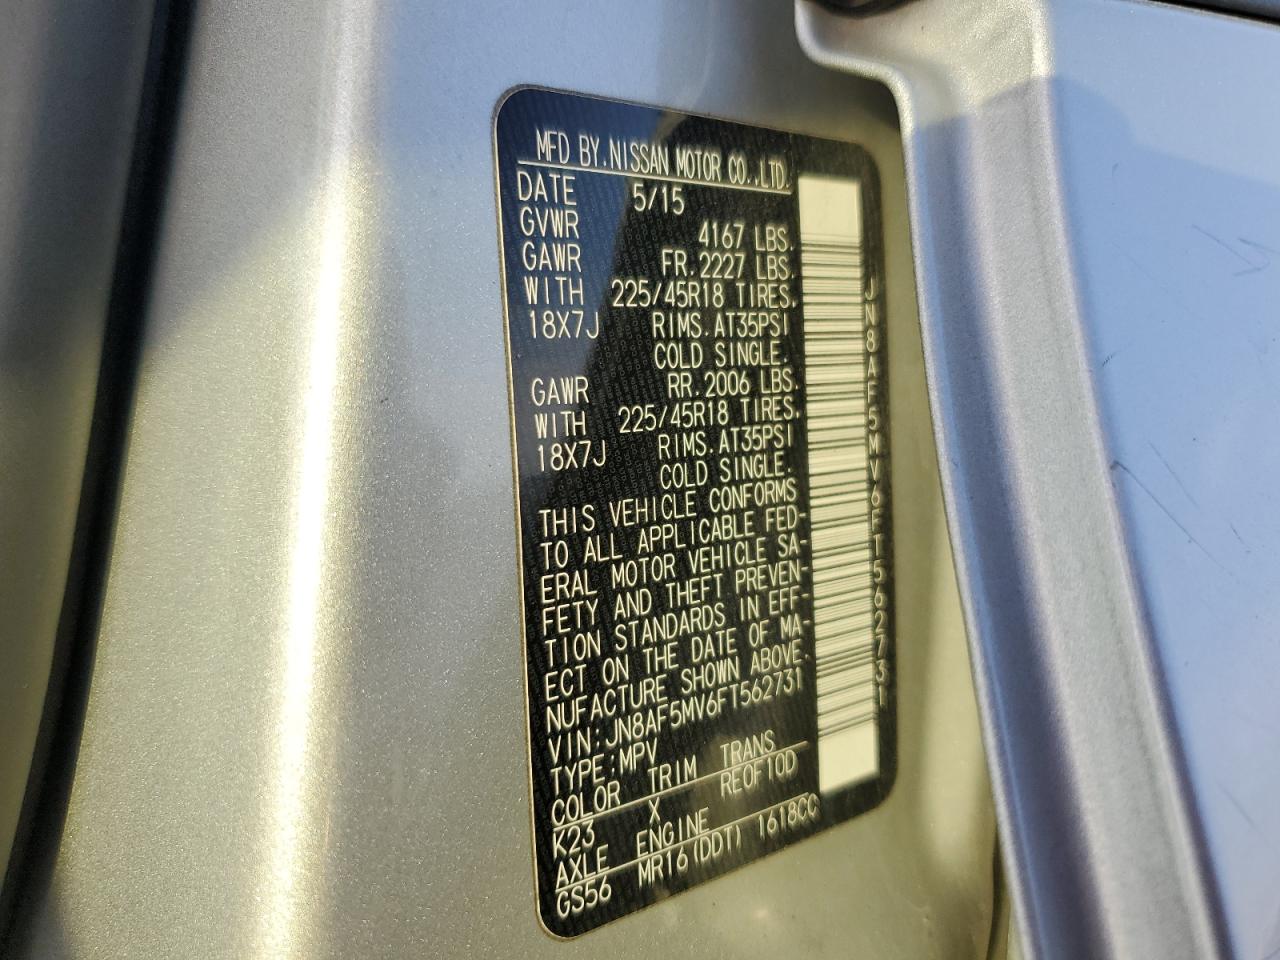 MFD BY.NISSAN MOTOR CO.,LTD.
DATE 5/15
GVWR 4167 LBS.
GAWR FR.2227 LBS.
WITH 225/45R18 TIRES.
18X7J RIMS.AT35PSI
COLD SINGLE.
GAWR RR.2006 LBS.
WITH 225/45R18 TIRES.
18X7J RIMS.AT35PSI
COLD SINGLE.
THIS VEHICLE CONFORMS
TO ALL APPLICABLE FED-
ERAL MOTOR VEHICLE SA-
FETY AND THEFT PREVEN-
TION STANDARDS IN EFF-
ECT ON THE DATE OF MA-
NUFACTURE SHOWN ABOVE.
VIN:JN8AF5MV6FT562731
TYPE:MPV
COLOR TRIM TRANS
K23 X RE0F10D
AXLE ENGINE
GS56 MR16(DDT) 1618CC
JN8AF5MV6FT562731